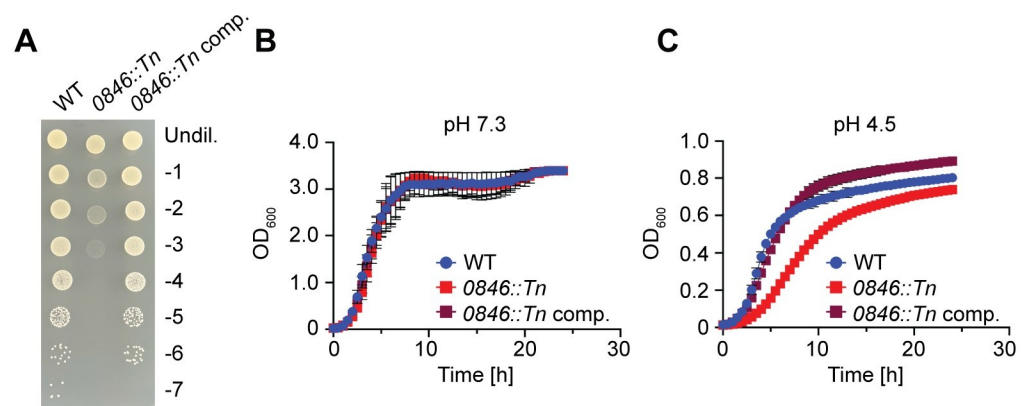 A
WT
0846::Tn
0846::Tn comp.
Undil.
-1
-2
-3
-4
-5
-6
-7
B
pH 7.3
OD600
4.0
3.0
2.0
1.0
0
0 10 20 30
Time [h]
WT
0846::Tn
0846::Tn comp.
C
pH 4.5
OD600
1.0
0.8
0.6
0.4
0.2
0
0 10 20 30
Time [h]
WT
0846::Tn
0846::Tn comp.